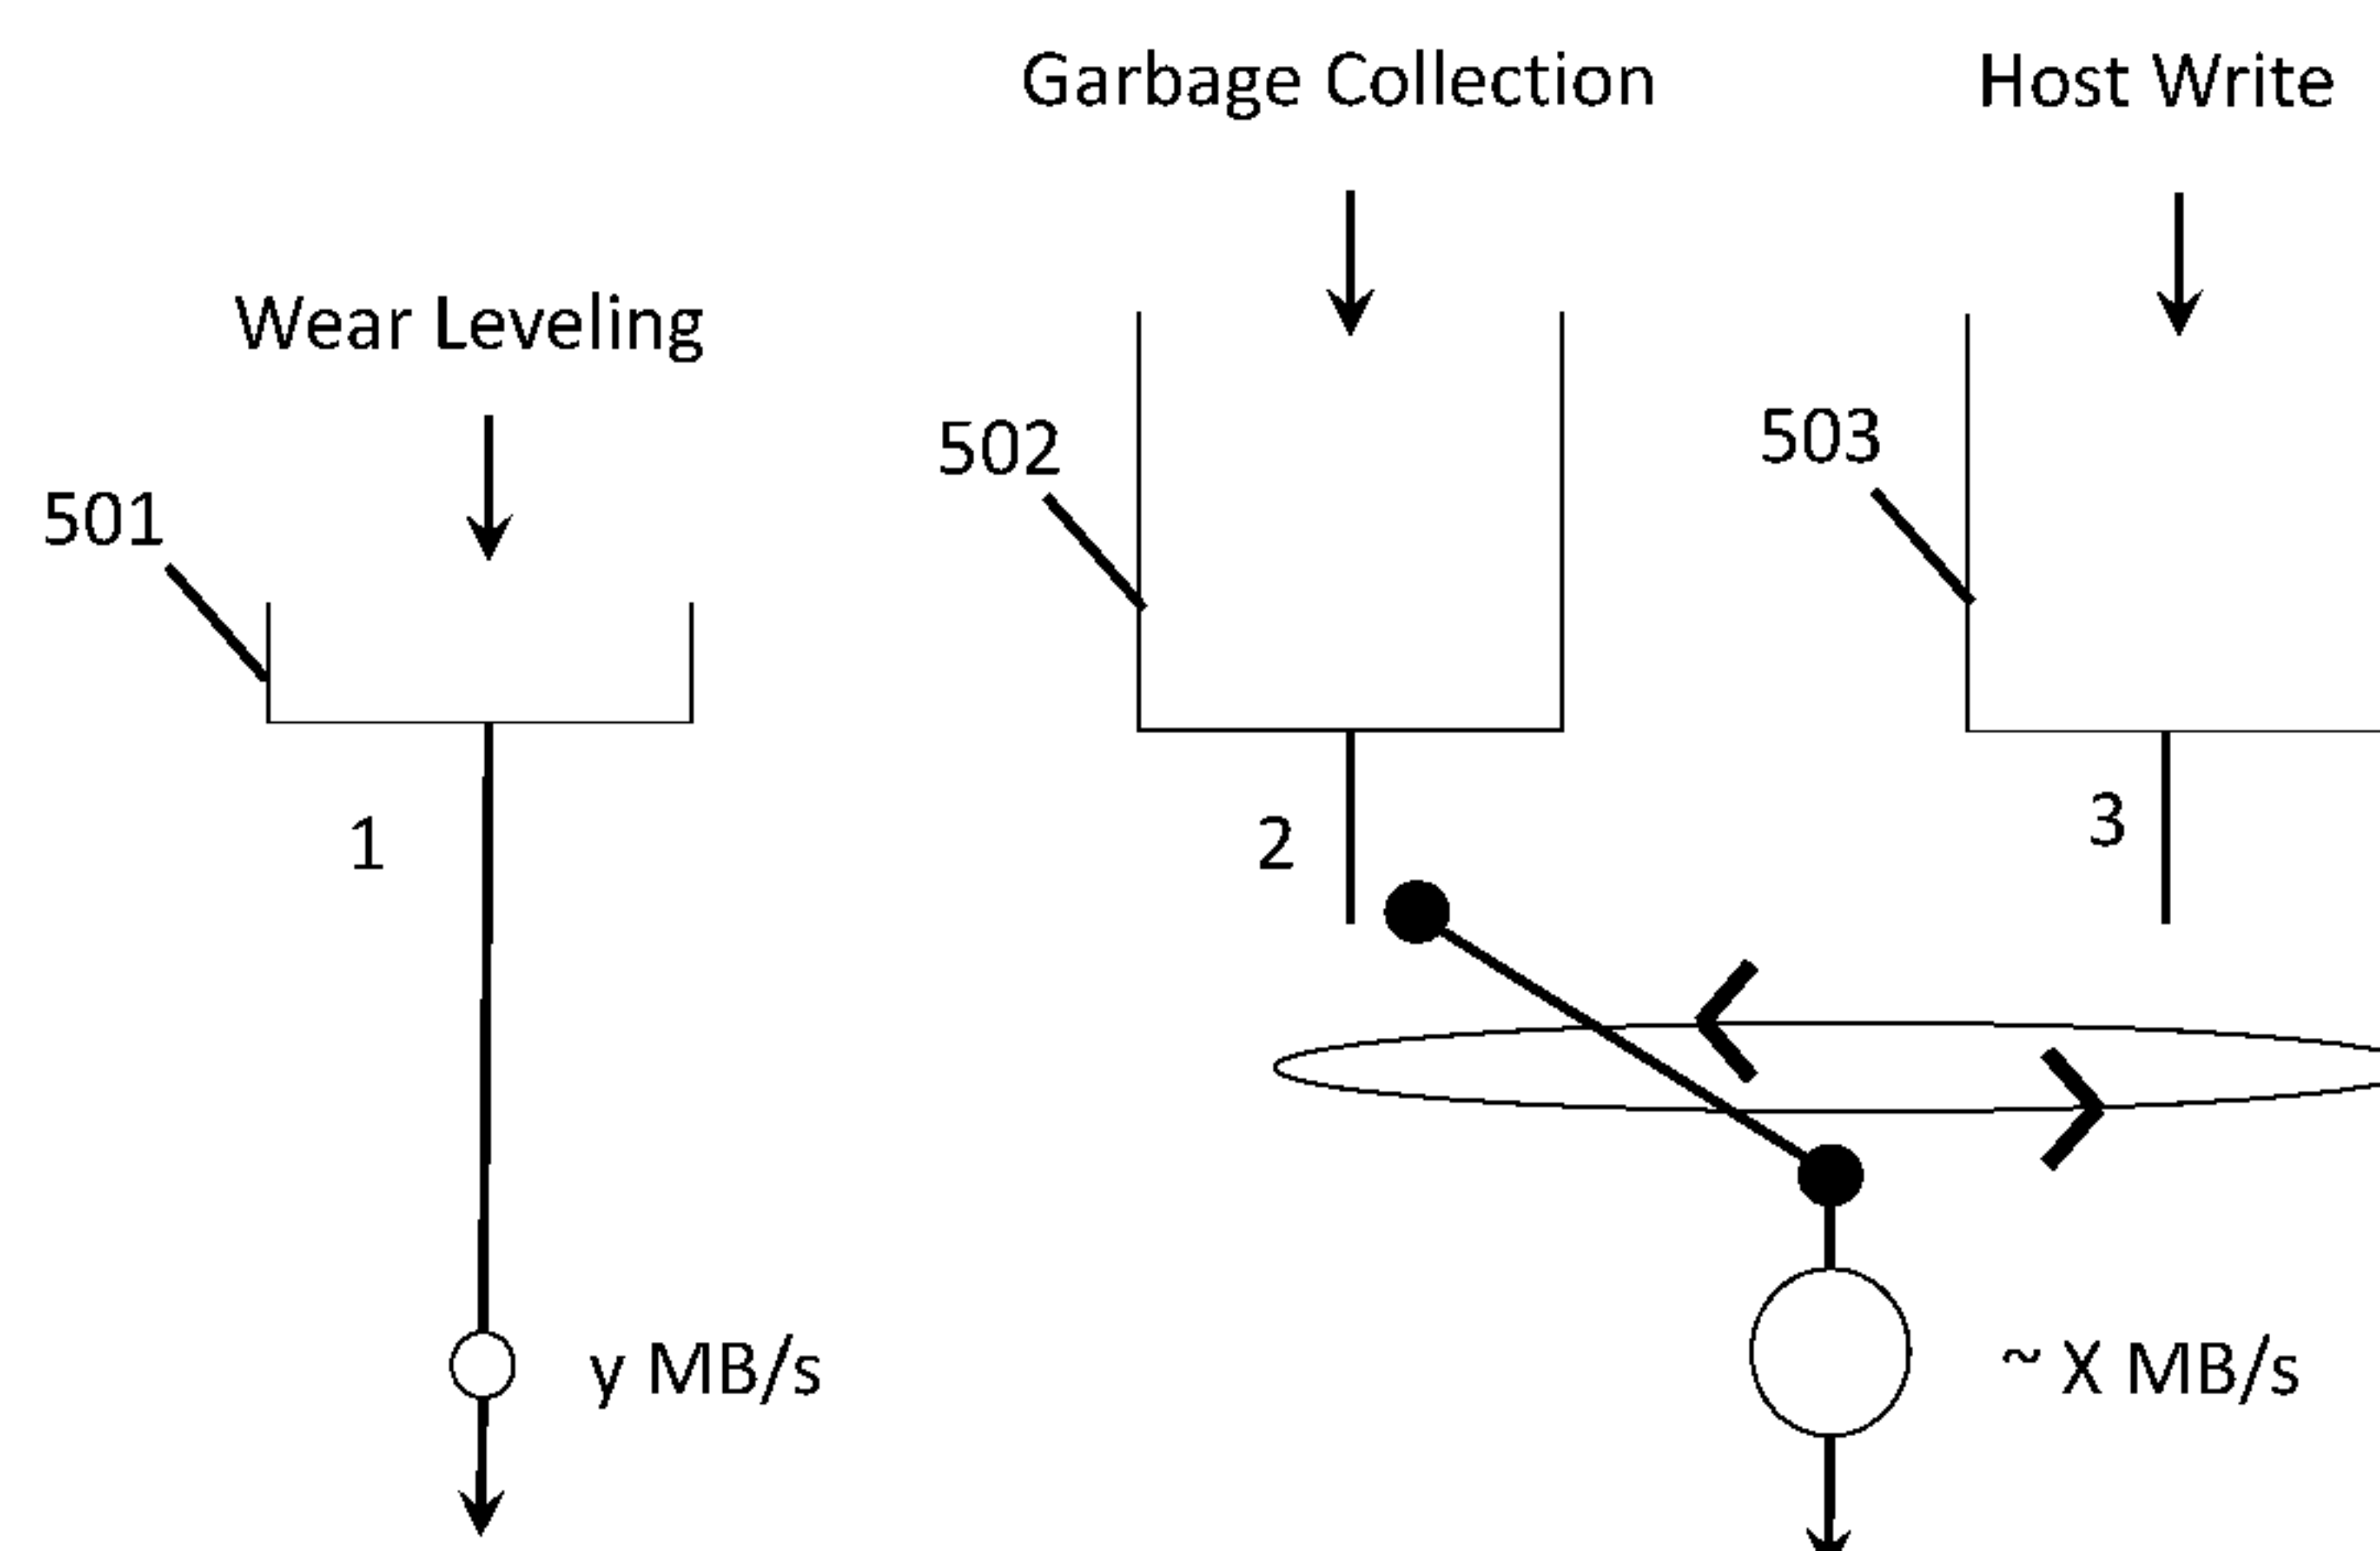 Garbage Collection
Host Write
Wear Leveling
501
502
503
1
2
3
y MB/s
~ X MB/s